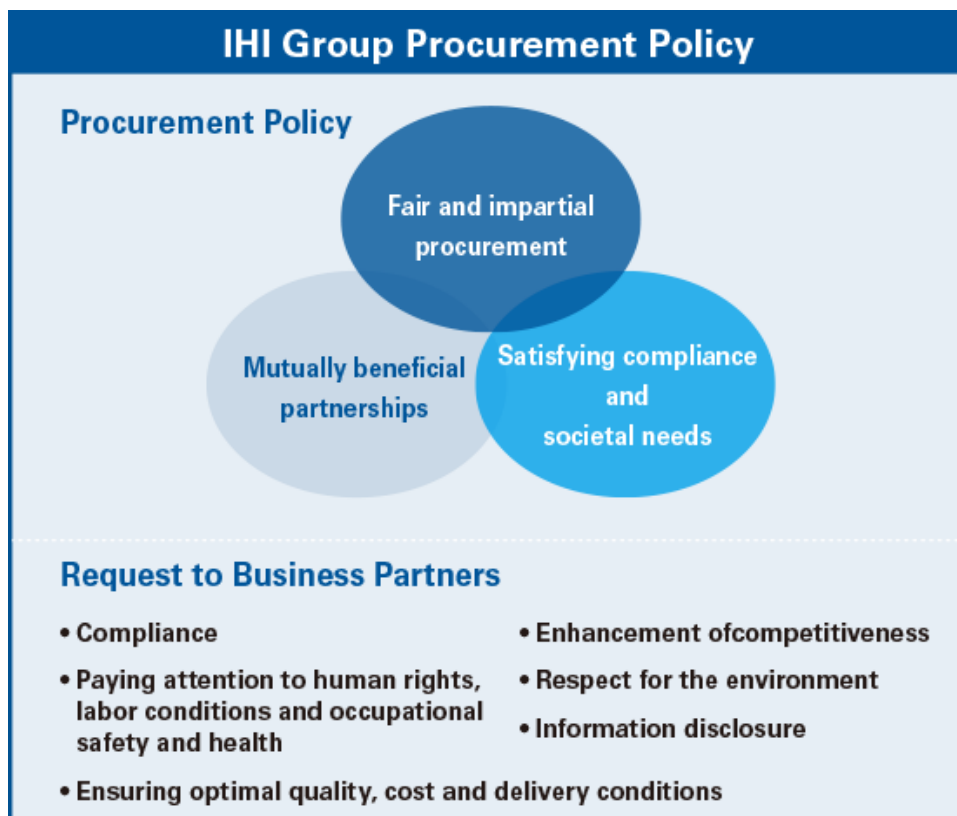 IHI Group Procurement Policy
Procurement Policy
Fair and impartial
procurement
Mutually beneficial
partnerships
Satisfying compliance
and
societal needs
Request to Business Partners
• Compliance
• Paying attention to human rights,
labor conditions and occupational
safety and health
• Enhancement ofcompetitiveness
• Respect for the environment
• Information disclosure
• Ensuring optimal quality, cost and delivery conditions